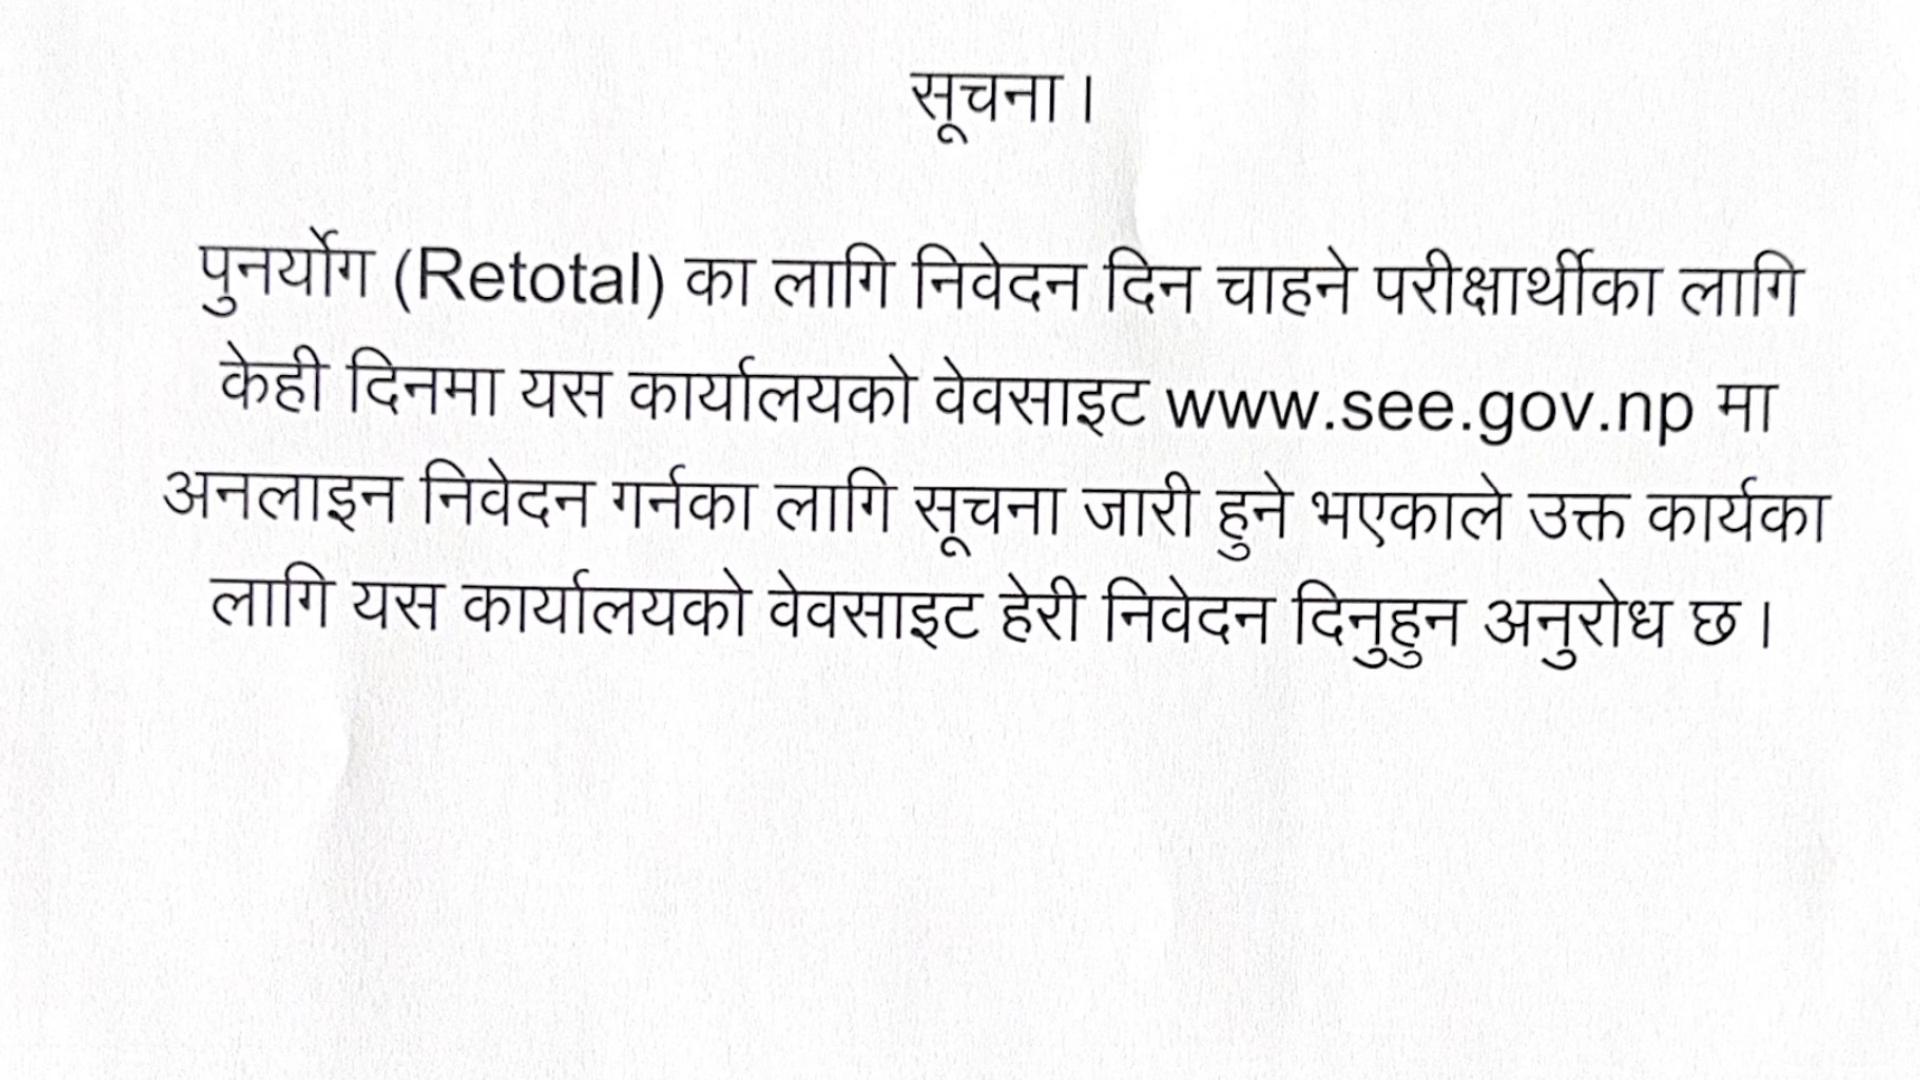 सूचना ।
पुनर्योग (Retotal) का लागि निवेदन दिन चाहने परीक्षार्थीका लागि
केही दिनमा यस कार्यालयको वेवसाइट www.see.gov.np मा
अनलाइन निवेदन गर्नका लागि सूचना जारी हुने भएकाले उक्त कार्यका
लागि यस कार्यालयको वेवसाइट हेरी निवेदन दिनुहुन अनुरोध छ ।